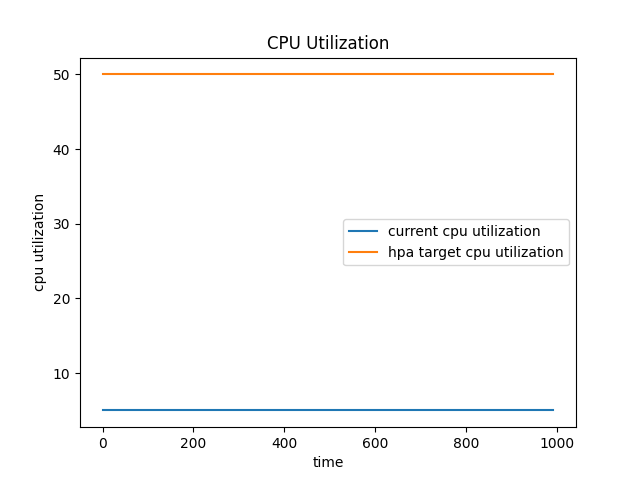 CPU Utilization
50
40
30
20
10
cpu utilization
current cpu utilization
hpa target cpu utilization
0 200 400 600 800 1000
time